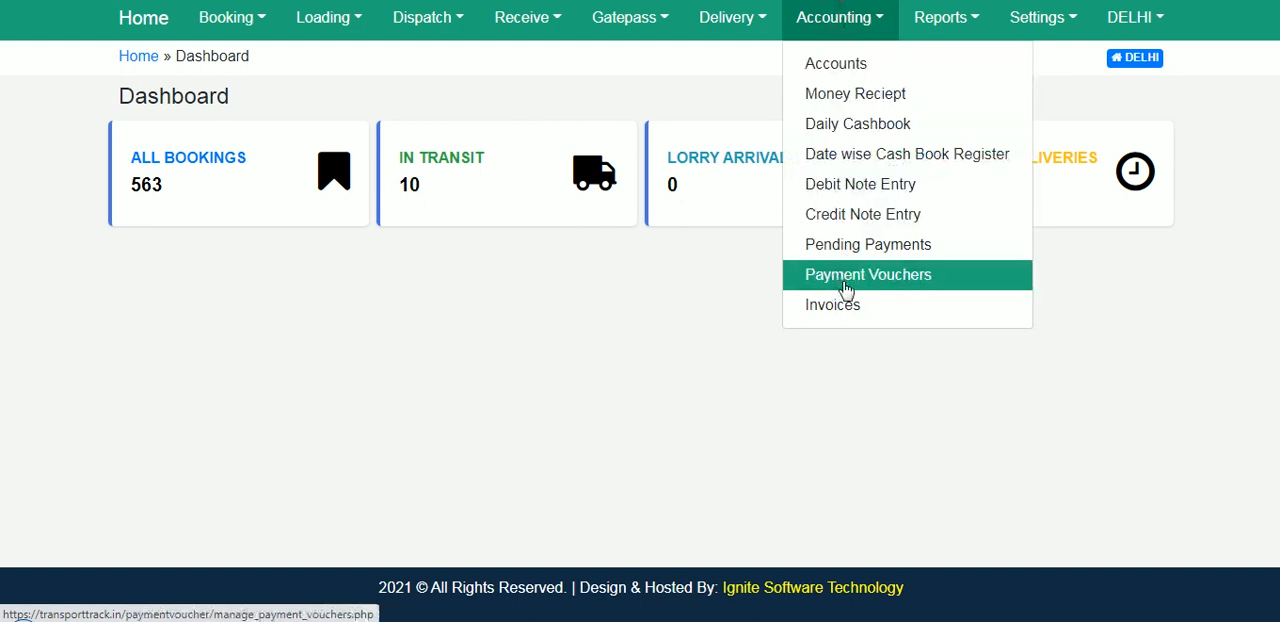 Home Booking Loading Dispatch Receive Gatepass Delivery Accounting Reports Settings DELHI
Home » Dashboard
DELHI
Dashboard
ALL BOOKINGS
563
IN TRANSIT
10
LORRY ARRIVAL
0
LIVERIES
Accounts
Money Reciept
Daily Cashbook
Date wise Cash Book Register
Debit Note Entry
Credit Note Entry
Pending Payments
Payment Vouchers
Invoices
2021 © All Rights Reserved. | Design & Hosted By: Ignite Software Technology
https://transporttrack.in/paymentvoucher/manage_payment_vouchers.php